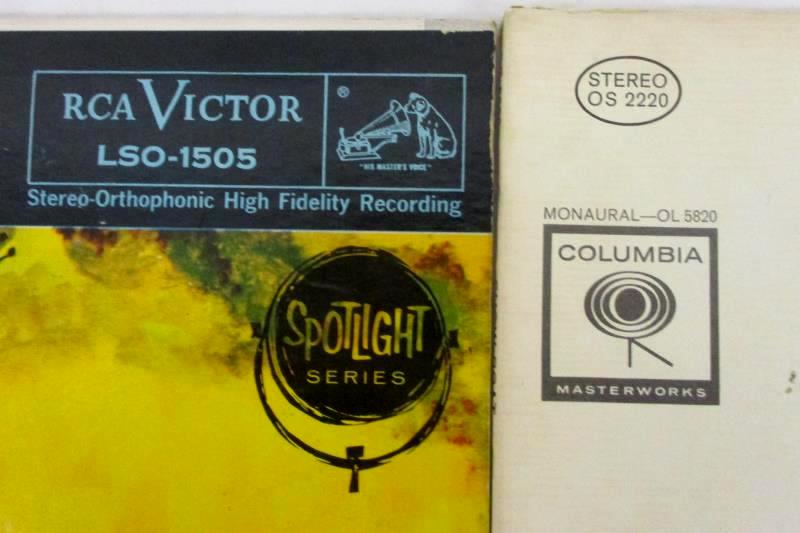 RCA VICTOR
LSO-1505
®
"HIS MASTER'S VOICE"
Stereo-Orthophonic High Fidelity Recording
SPOTLIGHT
SERIES
STEREO
OS 2220
MONAURAL—OL 5820
COLUMBIA
MASTERWORKS